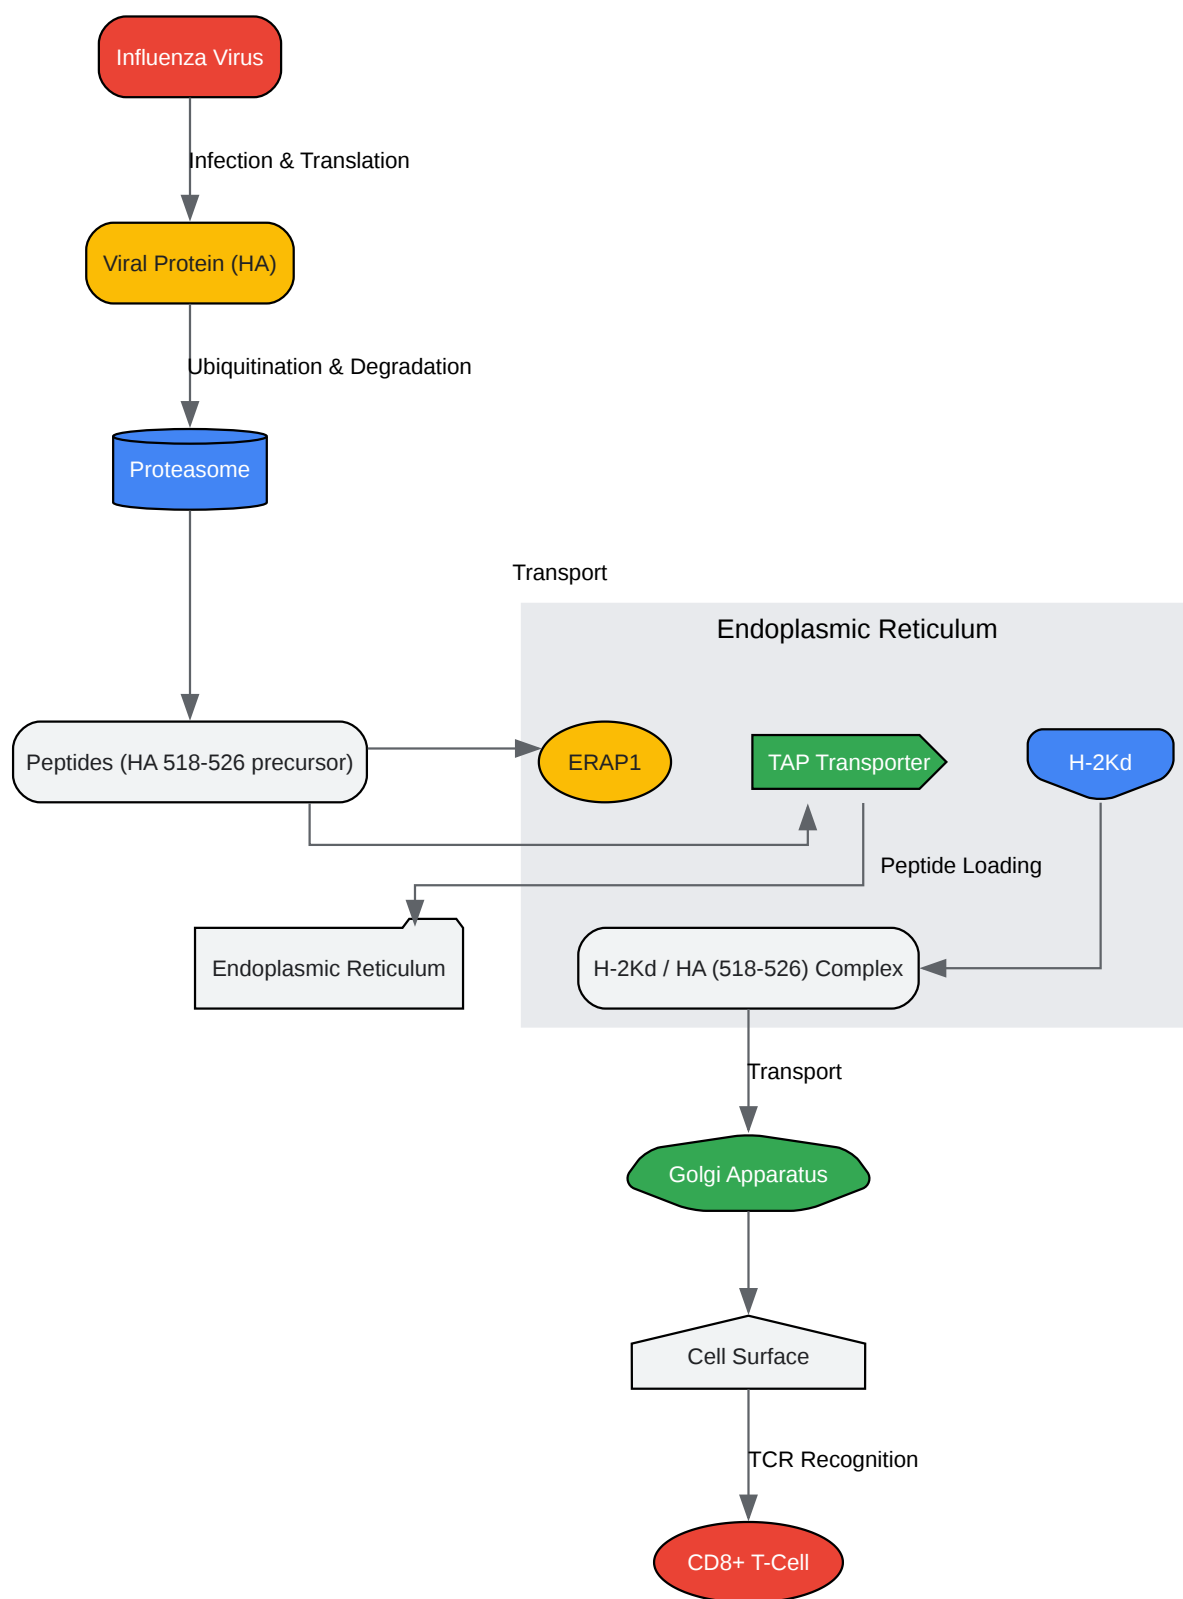 Influenza Virus
Infection & Translation
Viral Protein (HA)
Ubiquitination & Degradation
Proteasome
Transport
Endoplasmic Reticulum
Peptides (HA 518-526 precursor)
ERAP1
TAP Transporter
H-2Kd
Peptide Loading
Endoplasmic Reticulum
H-2Kd / HA (518-526) Complex
Transport
Golgi Apparatus
Cell Surface
TCR Recognition
CD8+ T-Cell